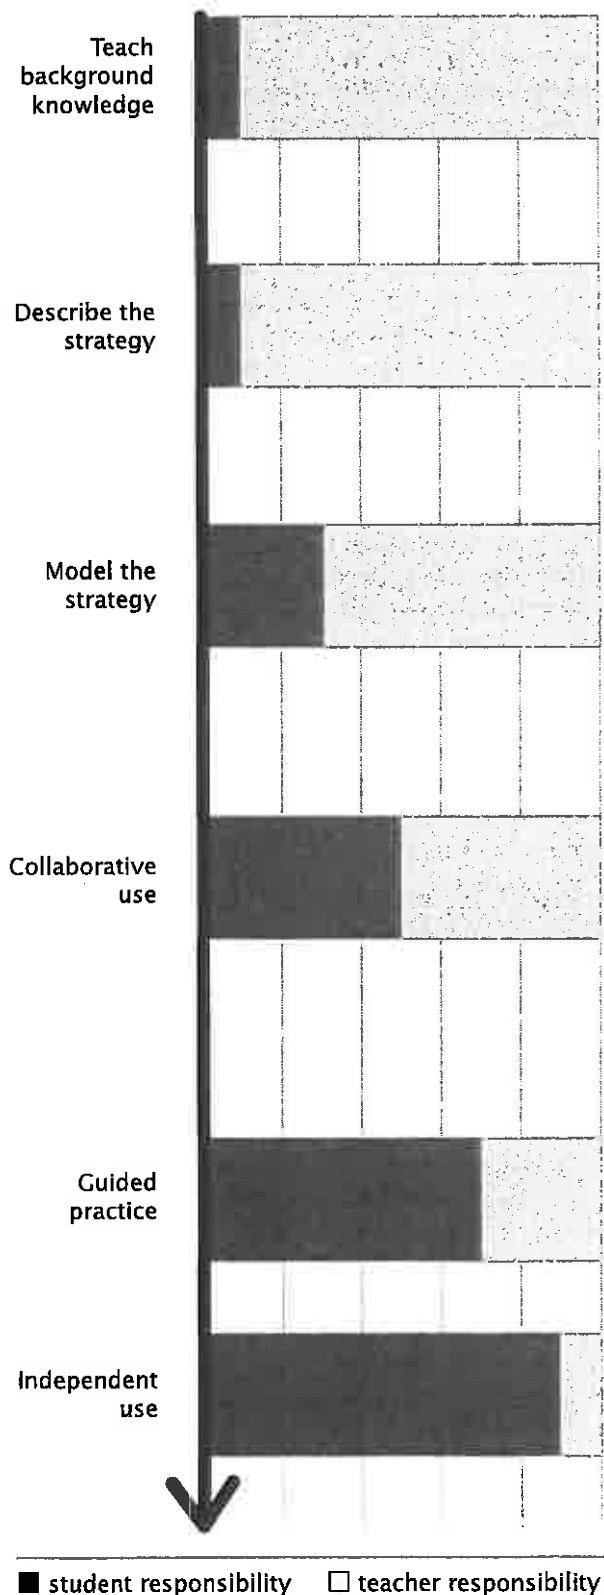 Teach
background
knowledge
Describe the
strategy
Model the
strategy
Collaborative
use
Guided
practice
Independent
use
student responsibility
teacher responsibility